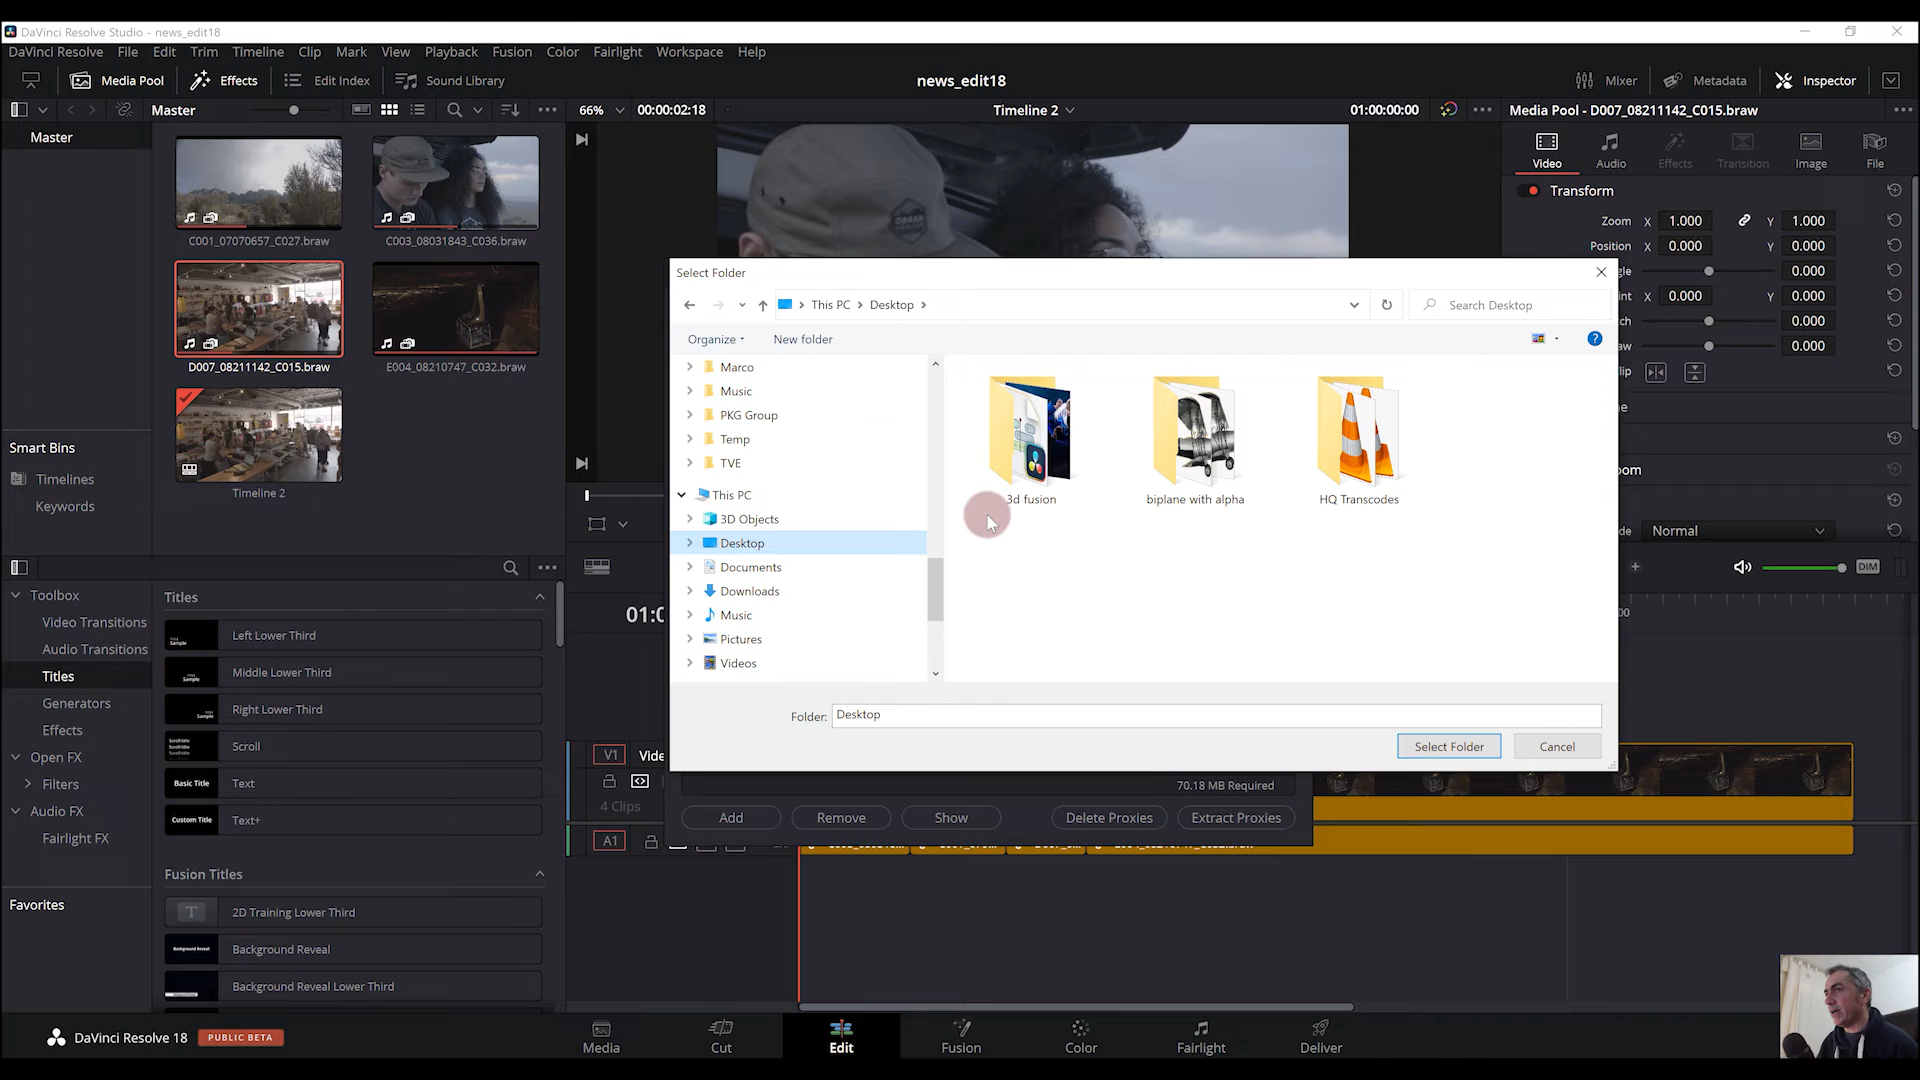 DaVinci Resolve Studio - news_edit18
DaVinci Resolve File Edit Trim Timeline Clip Mark View Playback Fusion Color Fairlight Workspace Help
Media Pool Effects Edit Index Sound Library news_edit18 Mixer Metadata Inspector
Master 66% 00:00:02:18 Timeline 2 01:00:00:00 Media Pool - D007_08211142_C015.braw
Master
Video Audio Effects Transition Image File
Transform
Zoom X 1.000 Y 1.000
Position X 0.000 Y 0.000
0.000
X 0.000 Y 0.000
0.000
0.000
C001_07070657_C027.braw C003_08031843_C036.braw
D007_08211142_C015.braw E004_08210747_C032.braw
Timeline 2
Smart Bins
Timelines
Keywords
Select Folder
This PC Desktop Search Desktop
Organize New folder
Marco
Music
PKG Group
Temp
TVE
This PC
3D Objects
Desktop
Documents
Downloads
Music
Pictures
Videos
3d fusion biplane with alpha HQ Transcodes
Folder: Desktop
Select Folder Cancel
Normal
DIM
70.18 MB Required
Add Remove Show Delete Proxies Extract Proxies
V1
4 Clips
A1
Toolbox
Video Transitions
Audio Transitions
Titles
Generators
Effects
Open FX
Filters
Audio FX
Fairlight FX
Favorites
Titles
Left Lower Third
Middle Lower Third
Right Lower Third
Scroll
Basic Title Text
Custom Title Text+
Fusion Titles
2D Training Lower Third
Background Reveal
Background Reveal Lower Third
DaVinci Resolve 18 PUBLIC BETA
Media Cut Edit Fusion Color Fairlight Deliver